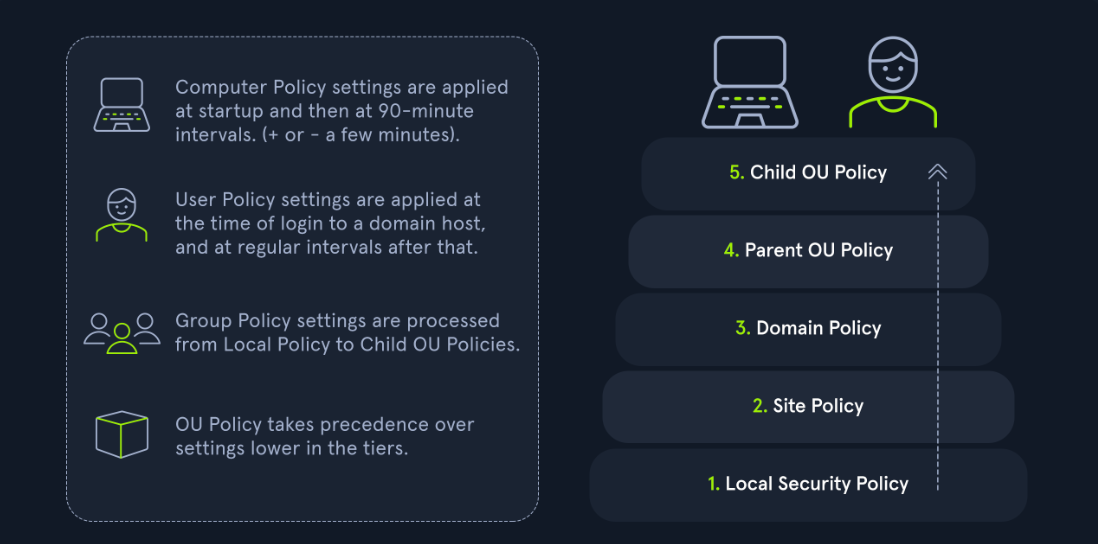 Computer Policy settings are applied
at startup and then at 90-minute
intervals. (+ or - a few minutes).
User Policy settings are applied at
the time of login to a domain host,
and at regular intervals after that.
Group Policy settings are processed
from Local Policy to Child OU Policies.
OU Policy takes precedence over
settings lower in the tiers.
5. Child OU Policy
4. Parent OU Policy
3. Domain Policy
2. Site Policy
1. Local Security Policy